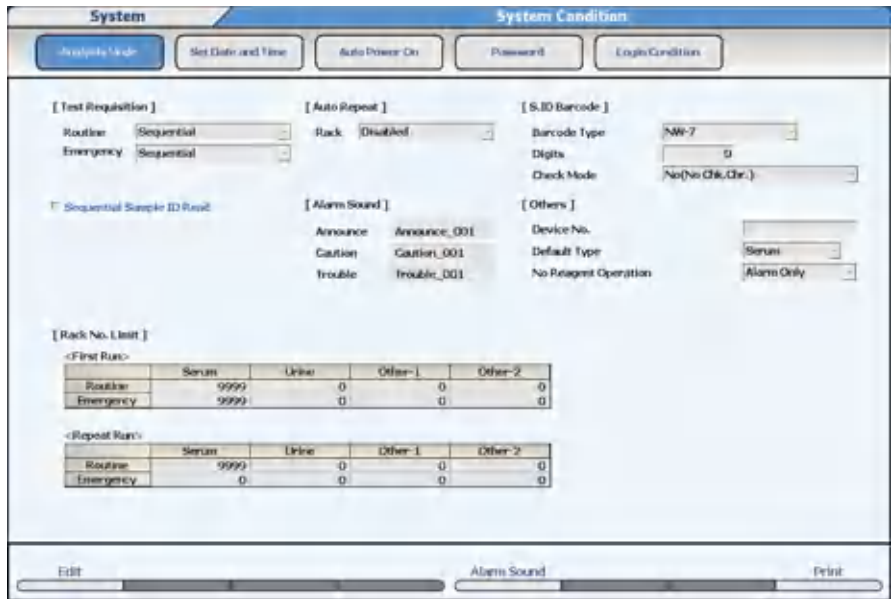 System System Condition
Analysis Mode Set Date and Time Auto Power On Password Login Condition
[ Test Requisition ] [ Auto Repeat ] [ S.ID Barcode ]
Routine Sequential Rack Disabled Barcode Type NW-7
Emergency Sequential Digits 0
Check Mode No(No Chk.Chr.)
Sequential Sample ID Read [ Alarm Sound ] [ Others ]
Announce Announce_001 Device No.
Caution Caution_001 Default Type Serum
Trouble Trouble_001 No Reagent Operation Alarm Only
[ Rack No. Limit ]
<First Run>
Serum Urine Other-1 Other-2
Routine 9999 0 0 0
Emergency 9999 0 0 0
<Repeat Run>
Serum Urine Other-1 Other-2
Routine 9999 0 0 0
Emergency 0 0 0 0
Edit Alarm Sound Print